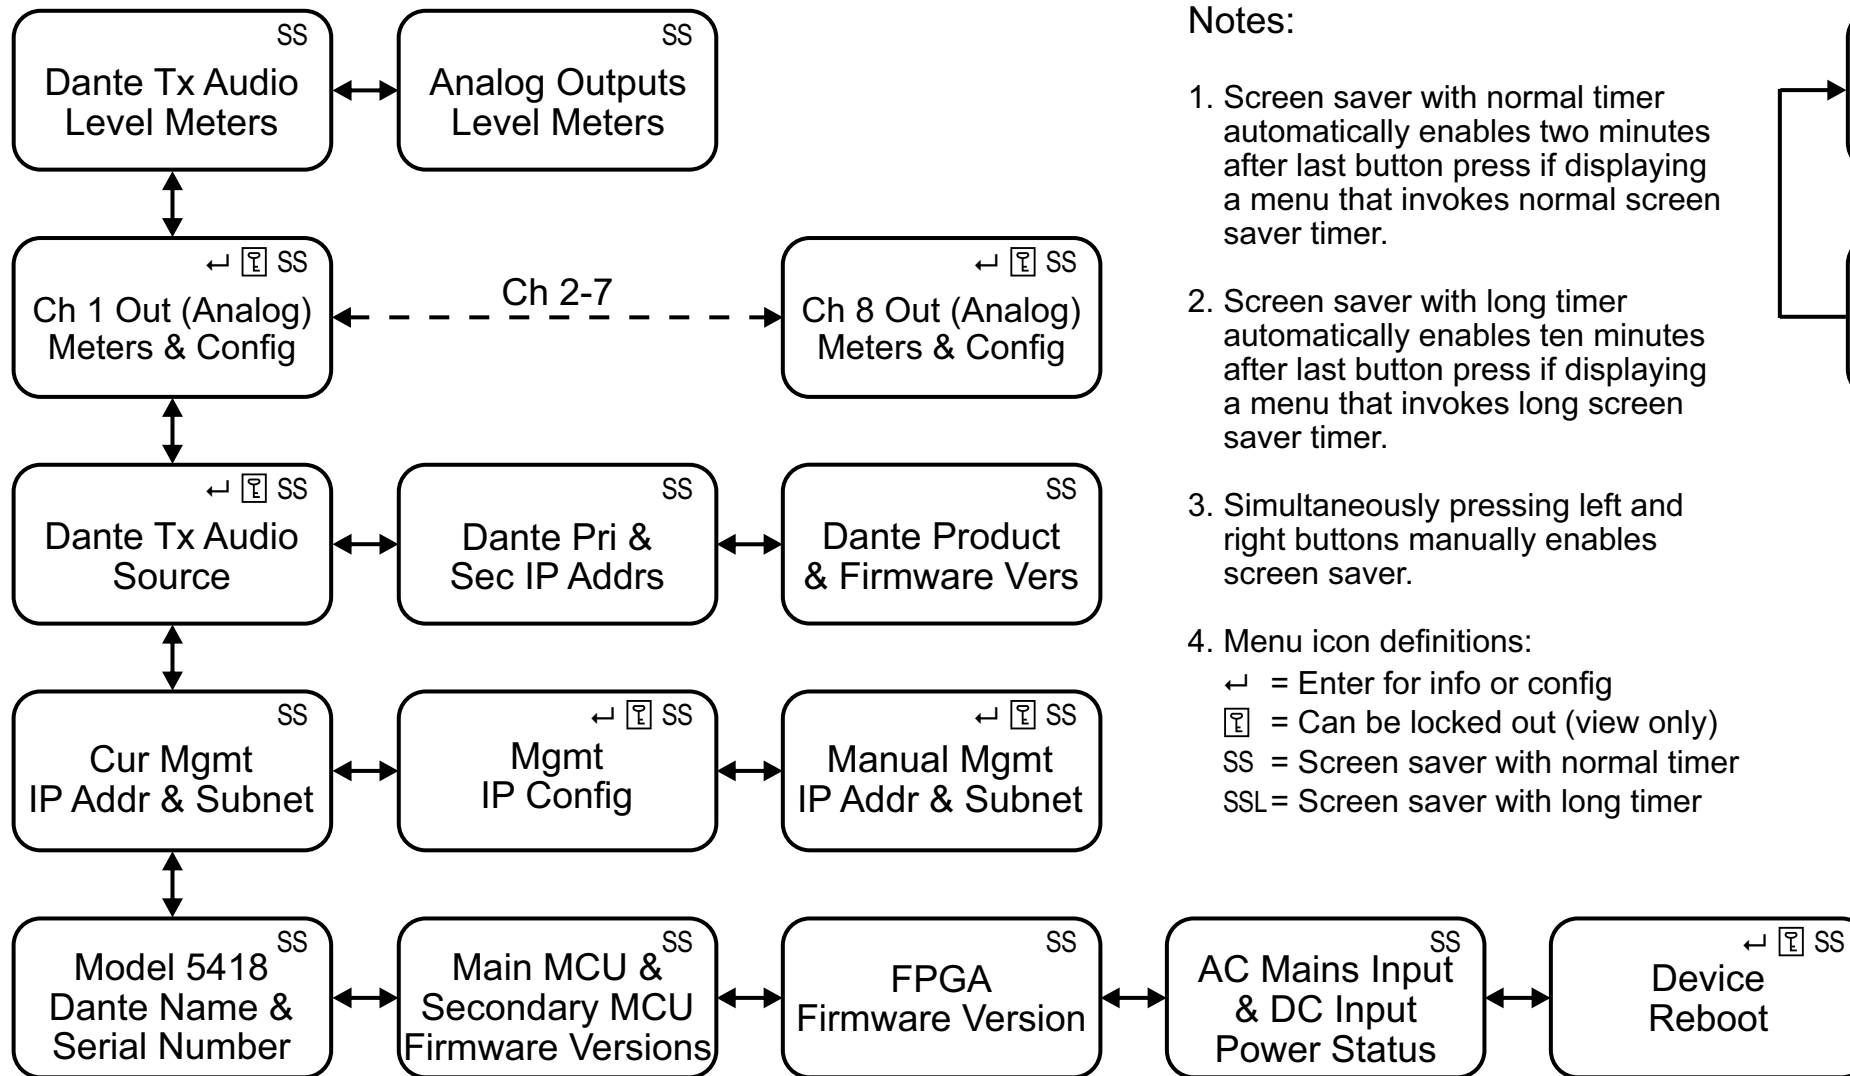 SS
Dante Tx Audio
Level Meters
SS
Analog Outputs
Level Meters
↵ SS
Ch 1 Out (Analog)
Meters & Config
Ch 2-7
↵ SS
Ch 8 Out (Analog)
Meters & Config
↵ SS
Dante Tx Audio
Source
SS
Dante Pri &
Sec IP Addrs
SS
Dante Product
& Firmware Vers
SS
Cur Mgmt
IP Addr & Subnet
↵ SS
Mgmt
IP Config
↵ SS
Manual Mgmt
IP Addr & Subnet
SS
Model 5418
Dante Name &
Serial Number
SS
Main MCU &
Secondary MCU
Firmware Versions
SS
FPGA
Firmware Version
SS
AC Mains Input
& DC Input
Power Status
↵ SS
Device
Reboot
Notes:
1. Screen saver with normal timer
automatically enables two minutes
after last button press if displaying
a menu that invokes normal screen
saver timer.
2. Screen saver with long timer
automatically enables ten minutes
after last button press if displaying
a menu that invokes long screen
saver timer.
3. Simultaneously pressing left and
right buttons manually enables
screen saver.
4. Menu icon definitions:
↵ = Enter for info or config
= Can be locked out (view only)
SS = Screen saver with normal timer
SSL = Screen saver with long timer